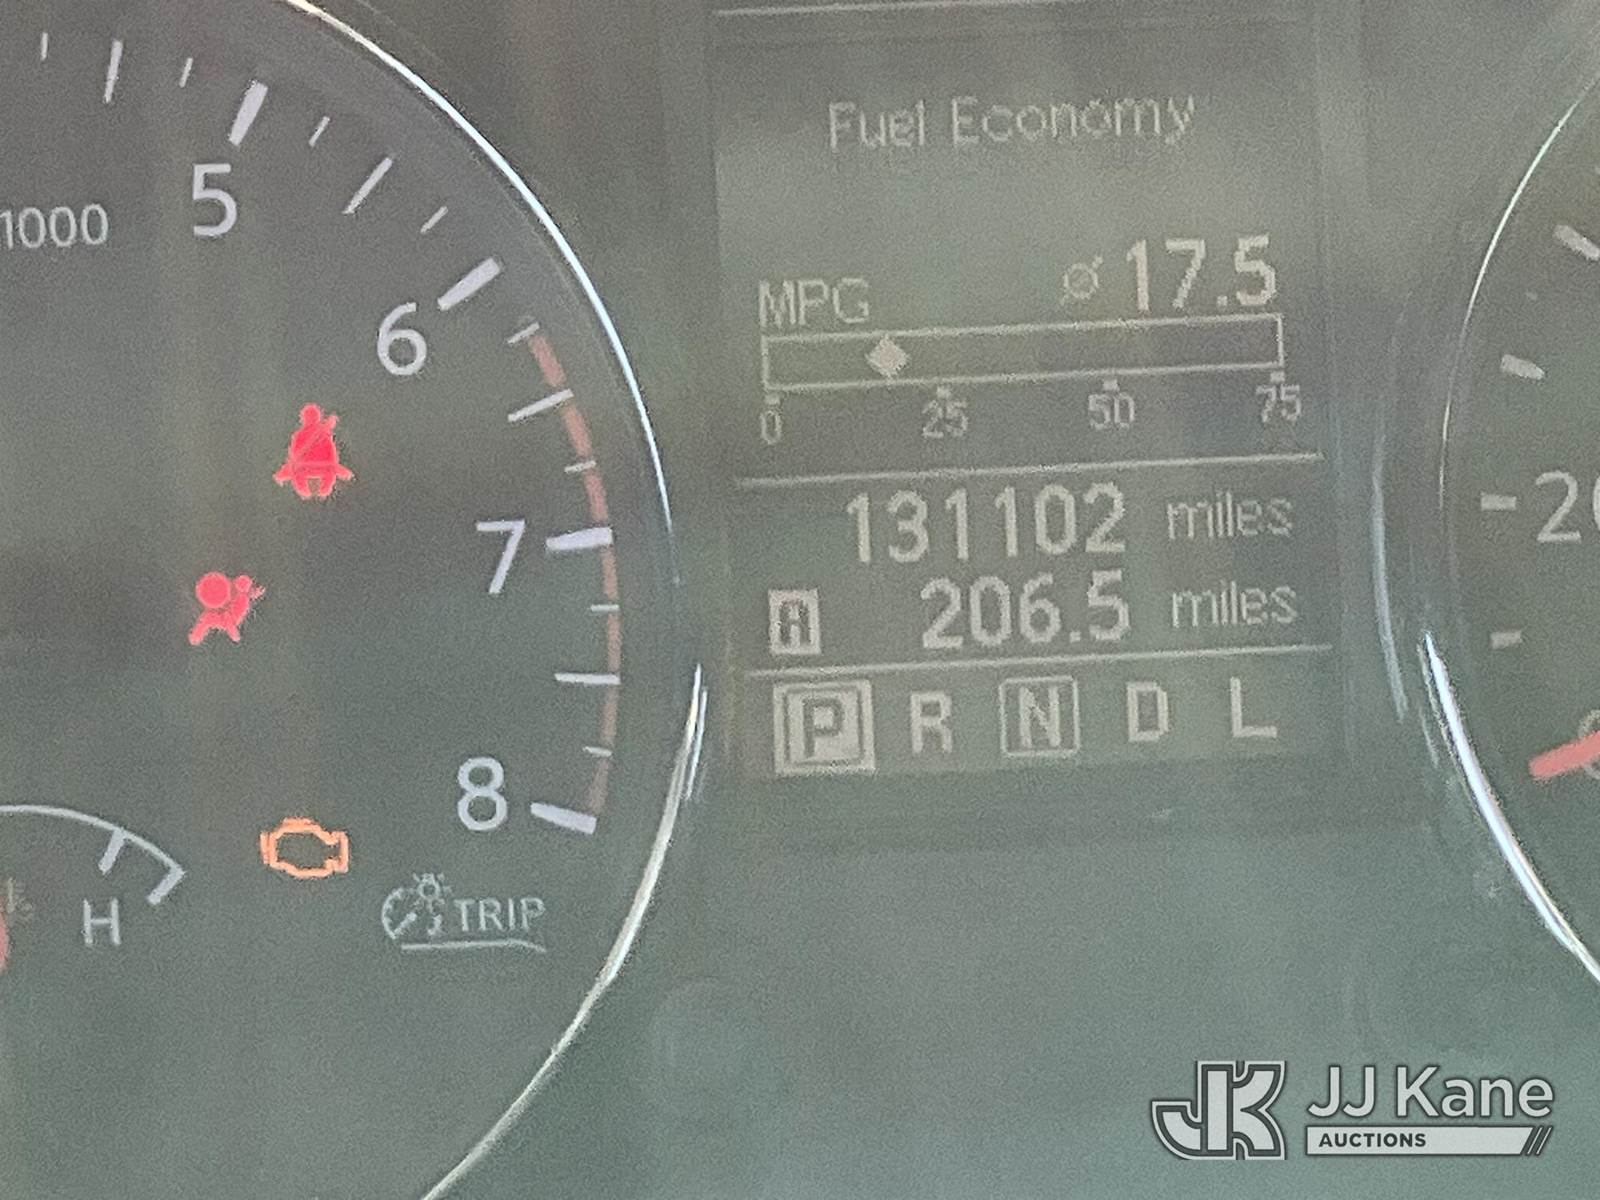 5
1000
6
7
8
H
TRIP
Fuel Economy
MPG ø17.5
0 25 50 75
131102 miles
A 206.5 miles
P R N D L
JJ Kane
AUCTIONS